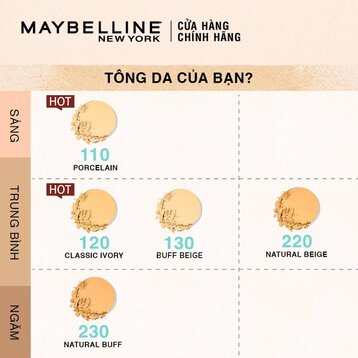 MAYBELLINE
NEW YORK
CỬA HÀNG
CHÍNH HÃNG
TÔNG DA CỦA BẠN?
SÁNG
HOT
110
PORCELAIN
TRUNG BÌNH
HOT
120
CLASSIC IVORY
130
BUFF BEIGE
220
NATURAL BEIGE
NGĂM
230
NATURAL BUFF